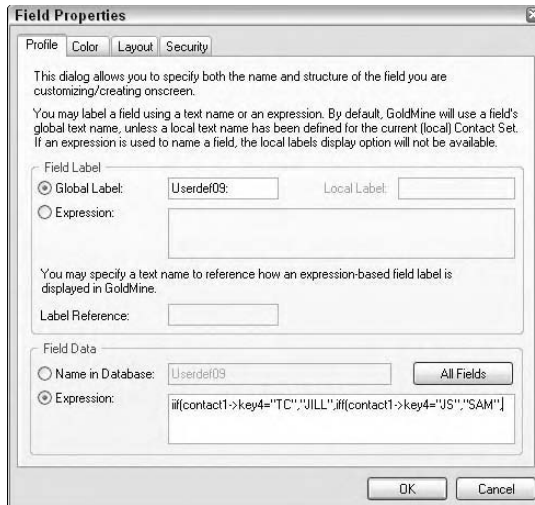 Field Properties
Profile Color Layout Security
This dialog allows you to specify both the name and structure of the field you are
customizing/creating onscreen.
You may label a field using a text name or an expression. By default, GoldMine will use a field's
global text name, unless a local text name has been defined for the current (local) Contact Set.
If an expression is used to name a field, the local labels display option will not be available.
Field Label
Global Label: Userdef09: Local Label:
Expression:
You may specify a text name to reference how an expression-based field label is
displayed in GoldMine.
Label Reference:
Field Data
Name in Database: Userdef09 All Fields
Expression: iif(contact1->key4="TC","JILL",iff(contact1->key4="JS","SAM",
OK Cancel